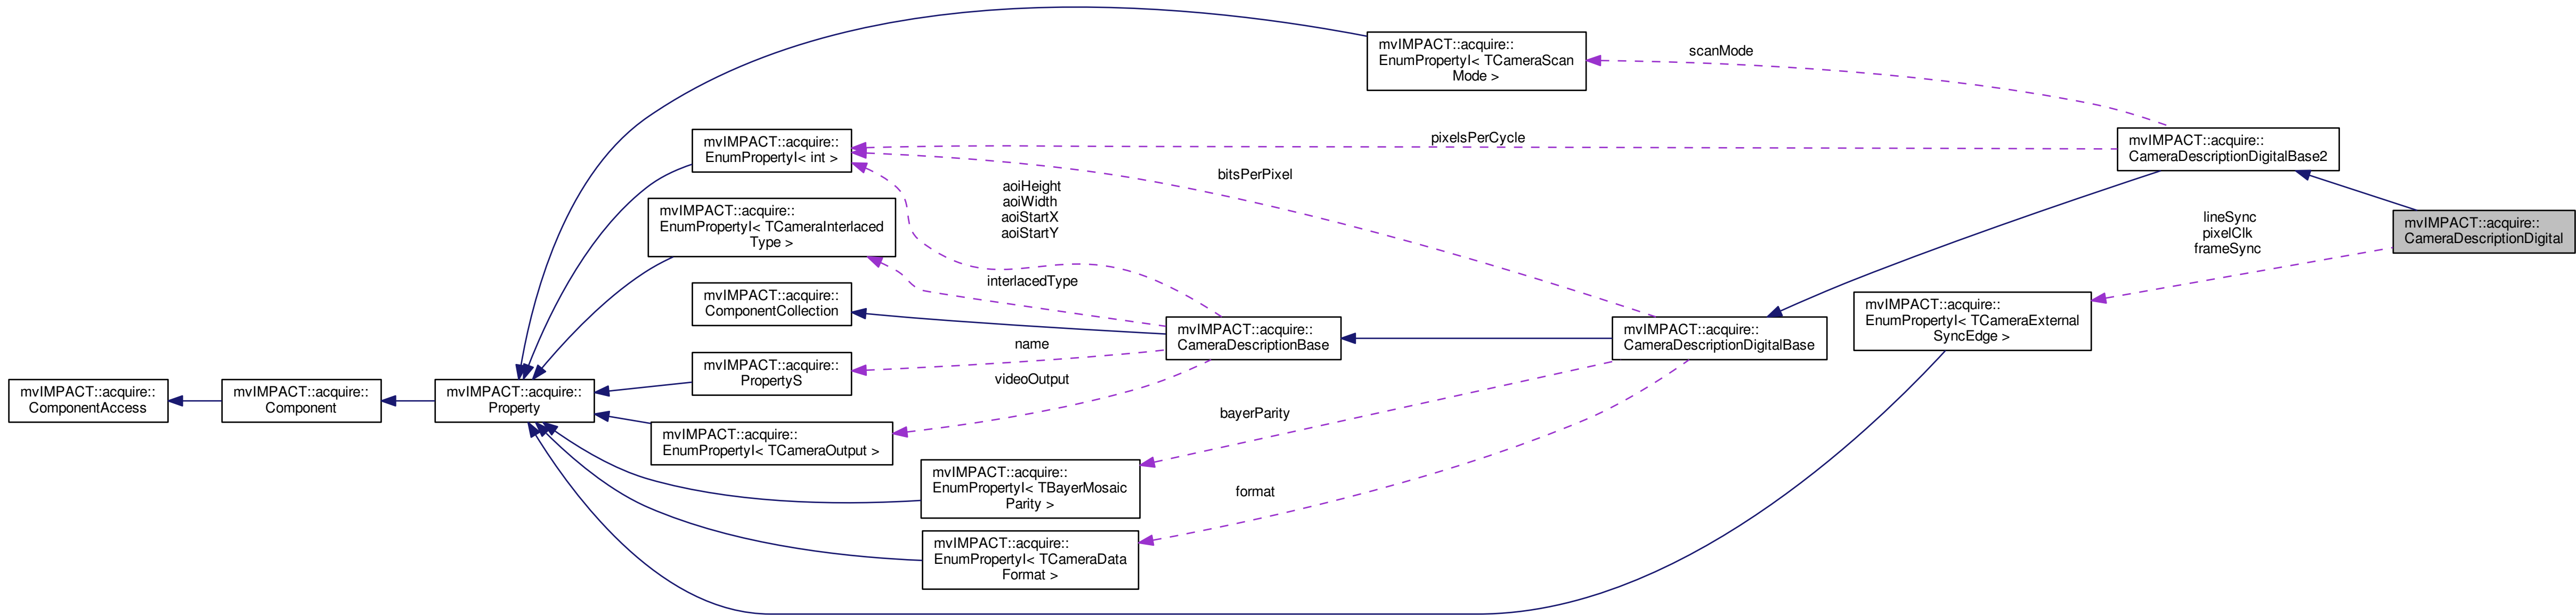 mvIMPACT::acquire::
EnumPropertyI< TCameraScan
Mode >
scanMode
mvIMPACT::acquire::
EnumPropertyI< int >
pixelsPerCycle
mvIMPACT::acquire::
CameraDescriptionDigitalBase2
bitsPerPixel
aoiHeight
aoiWidth
aoiStartX
aoiStartY
mvIMPACT::acquire::
EnumPropertyI< TCameraInterlaced
Type >
lineSync
pixelClk
frameSync
mvIMPACT::acquire::
CameraDescriptionDigital
interlacedType
mvIMPACT::acquire::
ComponentCollection
mvIMPACT::acquire::
EnumPropertyI< TCameraExternal
SyncEdge >
mvIMPACT::acquire::
CameraDescriptionBase
mvIMPACT::acquire::
CameraDescriptionDigitalBase
name
mvIMPACT::acquire::
PropertyS
videoOutput
mvIMPACT::acquire::
ComponentAccess
mvIMPACT::acquire::
Component
mvIMPACT::acquire::
Property
bayerParity
mvIMPACT::acquire::
EnumPropertyI< TCameraOutput >
mvIMPACT::acquire::
EnumPropertyI< TBayerMosaic
Parity >
format
mvIMPACT::acquire::
EnumPropertyI< TCameraData
Format >